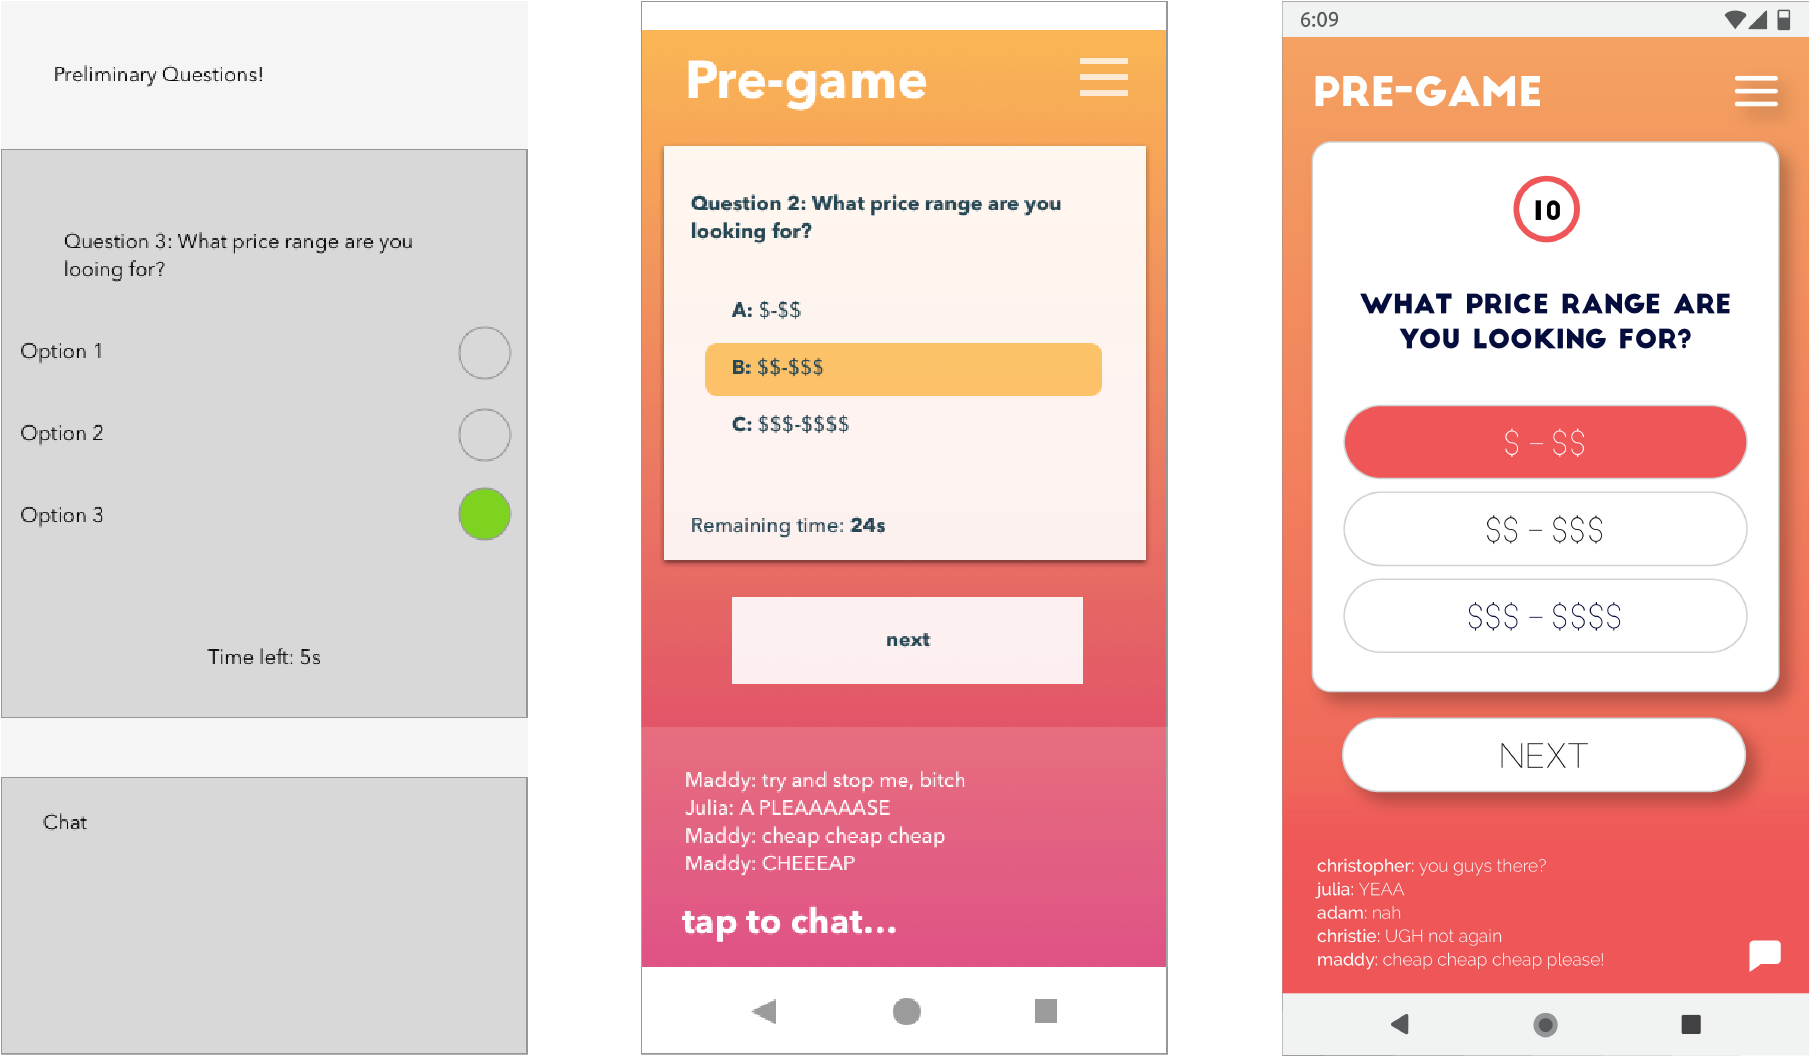 Preliminary Questions!
Question 3: What price range are you
looing for?
Option 1
Option 2
Option 3
Time left: 5s
Chat
Pre-game
Question 2: What price range are you
looking for?
A: $-$$
B: $$-$$$
C: $$$-$$$$
Remaining time: 24s
next
Maddy: try and stop me, bitch
Julia: A PLEAAAAASE
Maddy: cheap cheap cheap
Maddy: CHEEEAP
tap to chat...
6:09
PRE-GAME
10
WHAT PRICE RANGE ARE
YOU LOOKING FOR?
$ – $$
$$ – $$$
$$$ – $$$$
NEXT
christopher: you guys there?
julia: YEAA
adam: nah
christie: UGH not again
maddy: cheap cheap cheap please!